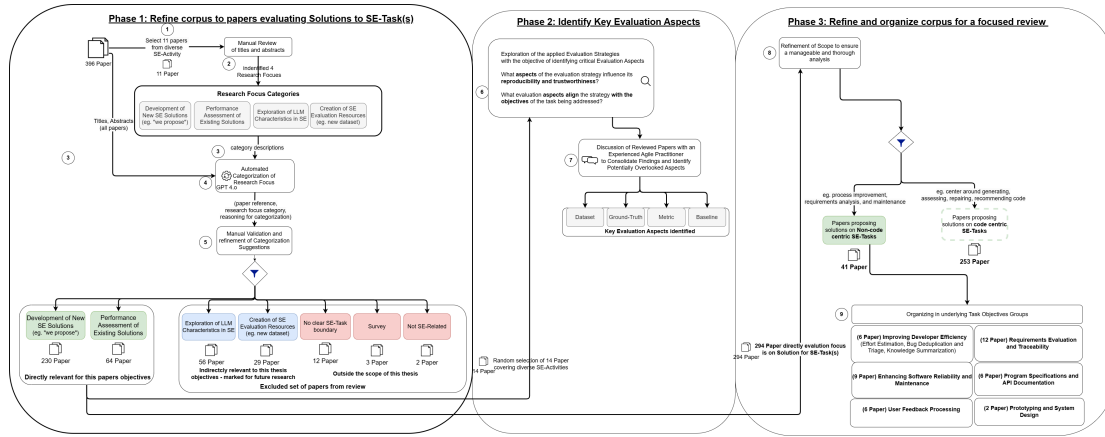 Phase 1: Refine corpus to papers evaluating Solutions to SE-Task(s)
1
396 Paper
Select 11 papers
from diverse
SE-Activity
11 Paper
Manual Review
of titles and abstracts
2
indentified 4
Research Focues
Research Focus Categories
Development of
New SE Solutions
(eg. "we propose")
Performance
Assessment of
Existing Solutions
Exploration of LLM
Characteristics in SE
Creation of SE
Evaluation Resources
(eg. new dataset)
Titles, Abstracts
(all papers)
3
category descriptions
3
4
Automated
Categorization of
Research Focus
GPT 4.o
(paper reference,
research focus category,
reasoning for categorization)
5
Manual Validation and
refinement of Categorization
Suggestions
Development of New
SE Solutions
(eg. "we propose")
230 Paper
Performance
Assessment of
Existing Solutions
64 Paper
Directly relevant for this papers objectives
Exploration of LLM
Characteristics in SE
56 Paper
Creation of SE
Evaluation Resources
(eg. new dataset)
29 Paper
Indirectly relevant to this thesis
objectives - marked for future research
No clear SE-Task
boundary
12 Paper
Survey
3 Paper
Not SE-Related
2 Paper
Outside the scope of this thesis
Excluded set of papers from review
Phase 2: Identify Key Evaluation Aspects
6
Exploration of the applied Evaluation Strategies
with the objective of identifying critical Evaluation Aspects
What aspects of the evaluation strategy influence its
reproducibility and trustworthiness?
What evaluation aspects align the strategy with the
objectives of the task being addressed?
7
Discussion of Reviewed Papers with an
Experienced Agile Practitioner
to Consolidate Findings and Identify
Potentially Overlooked Aspects
Dataset
Ground-Truth
Metric
Baseline
Key Evaluation Aspects identified
14 Paper
Random selection of 14 Paper
covering diverse SE-Activities
Phase 3: Refine and organize corpus for a focused review
8
Refinement of Scope to ensure
a manageable and thorough
analysis
eg. process improvement,
requirements analysis, and maintenance
eg. center around generating,
assessing, repairing, recommending code
Papers proposing
solutions on Non-code
centric SE-Tasks
41 Paper
Papers proposing
solutions on code centric
SE-Tasks
253 Paper
9
Organizing in underlying Task Objectives Groups
294 Paper
294 Paper directly evalution focus
is on Solution for SE-Task(s)
(6 Paper) Improving Developer Efficiency
(Effort Estimation, Bug Deduplication and
Triage, Knowledge Summarization)
(12 Paper) Requirements Evaluation and
Traceability
(9 Paper) Enhancing Software Reliability and
Maintenance
(6 Paper) Program Specifications and
API Documentation
(6 Paper) User Feedback Processing
(2 Paper) Prototyping and System
Design